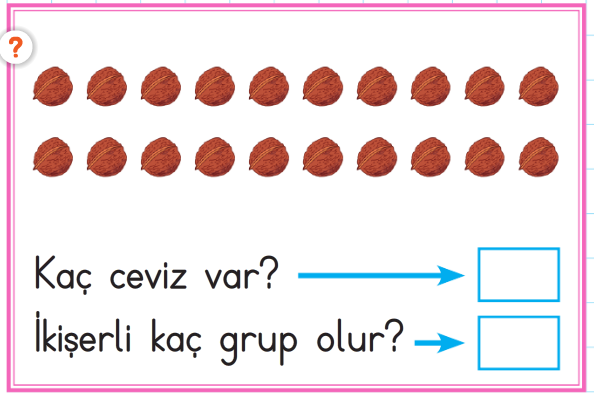 ?
Kaç ceviz var?
İkişerli kaç grup olur?